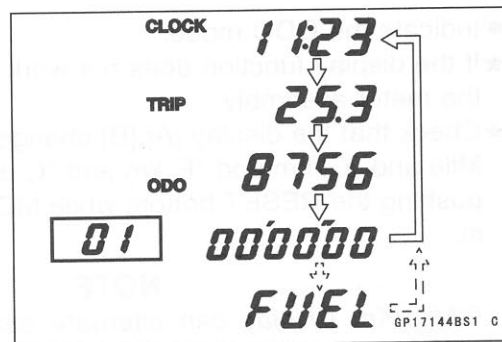 CLOCK 11:23
TRIP 25.3
8756
ODO
01 000000
FUEL
GP17144BS1 C